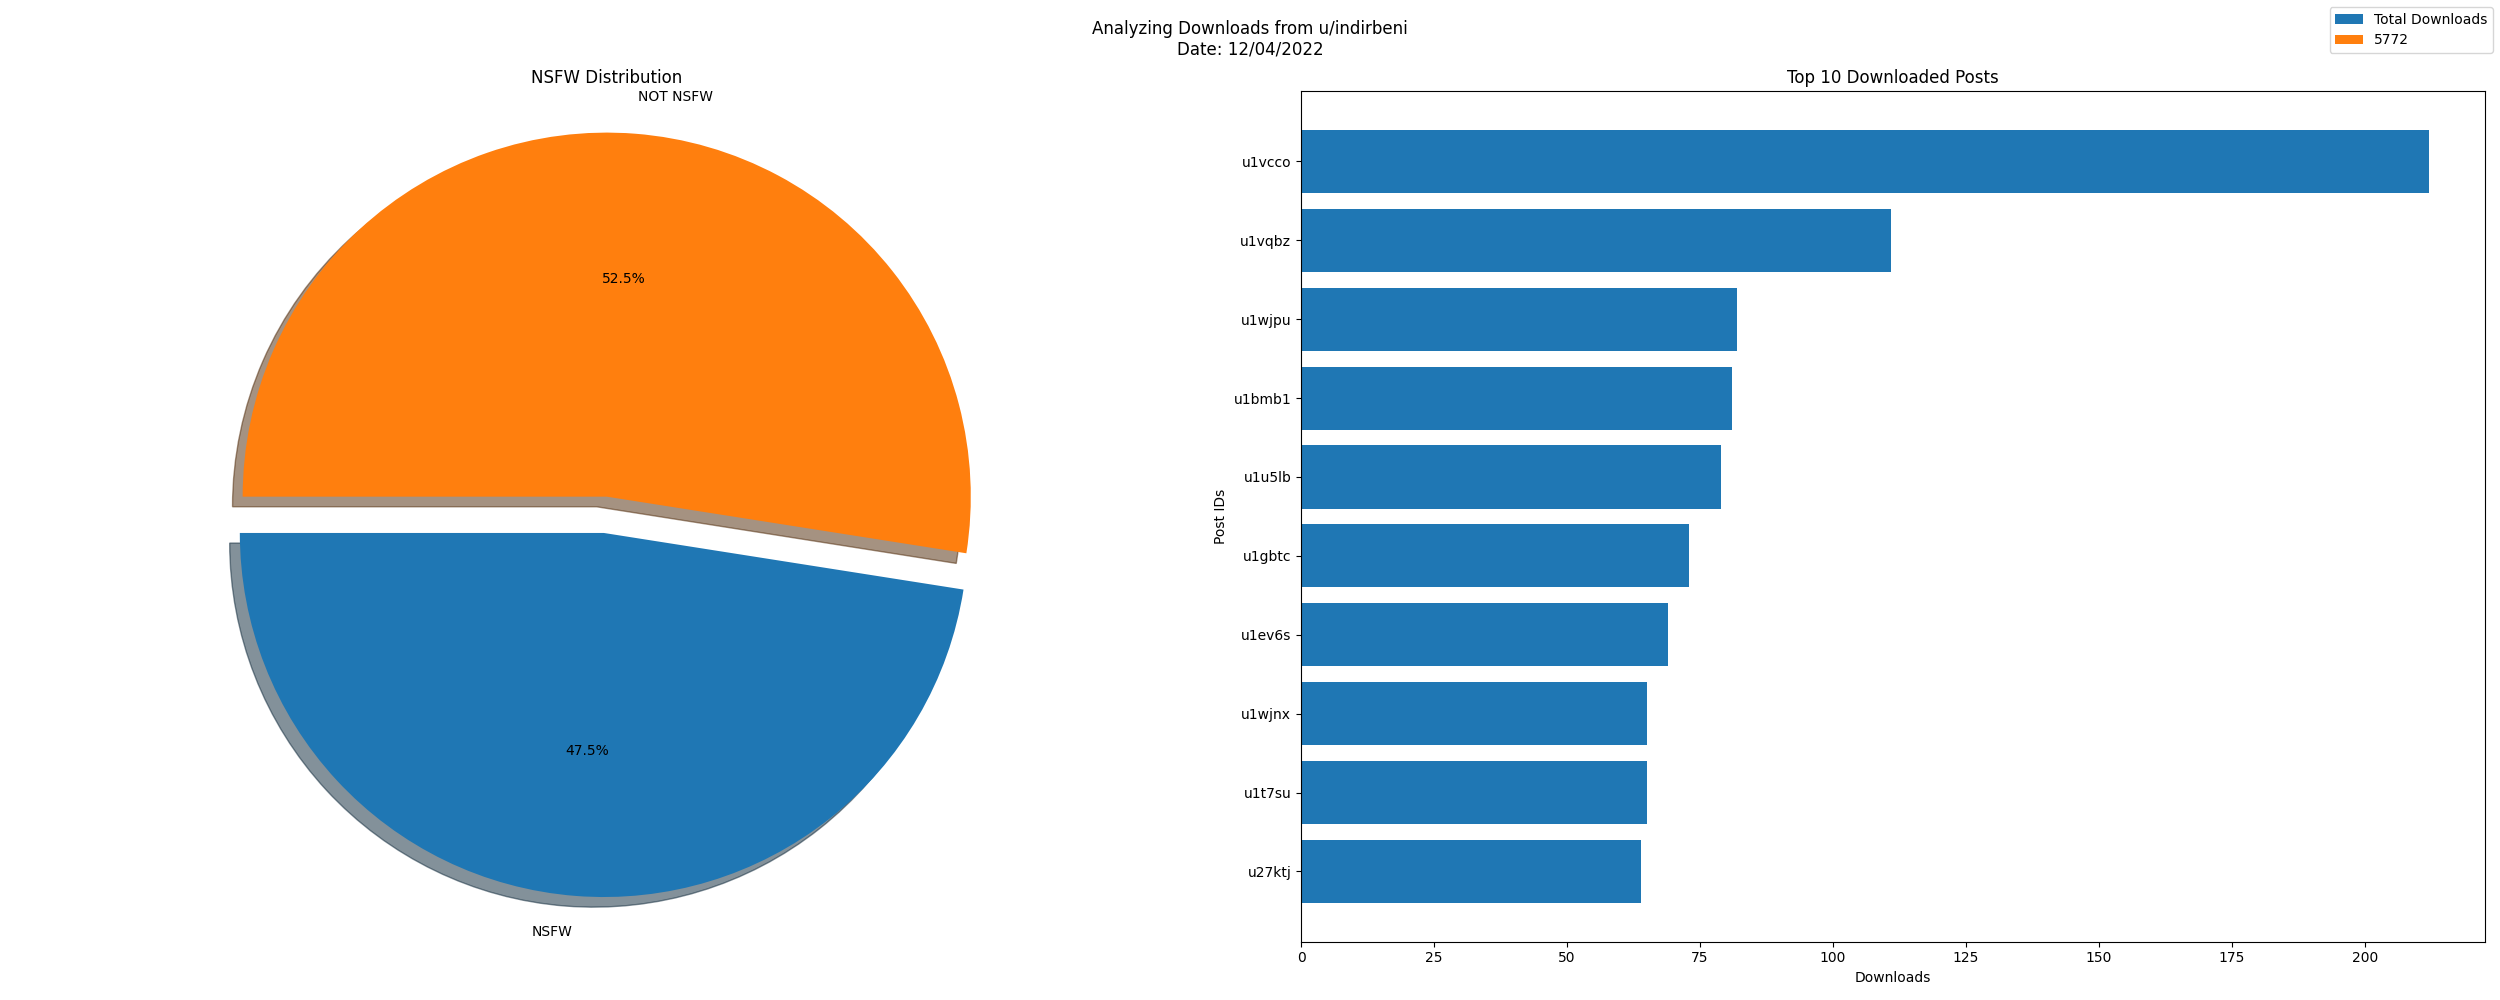 Analyzing Downloads from u/indirbeni
Date: 12/04/2022
Total Downloads
5772
NSFW Distribution
NOT NSFW
52.5%
47.5%
NSFW
Top 10 Downloaded Posts
Post IDs
u1vcco
u1vqbz
u1wjpu
u1bmb1
u1u5lb
u1gbtc
u1ev6s
u1wjnx
u1t7su
u27ktj
0 25 50 75 100 125 150 175 200
Downloads